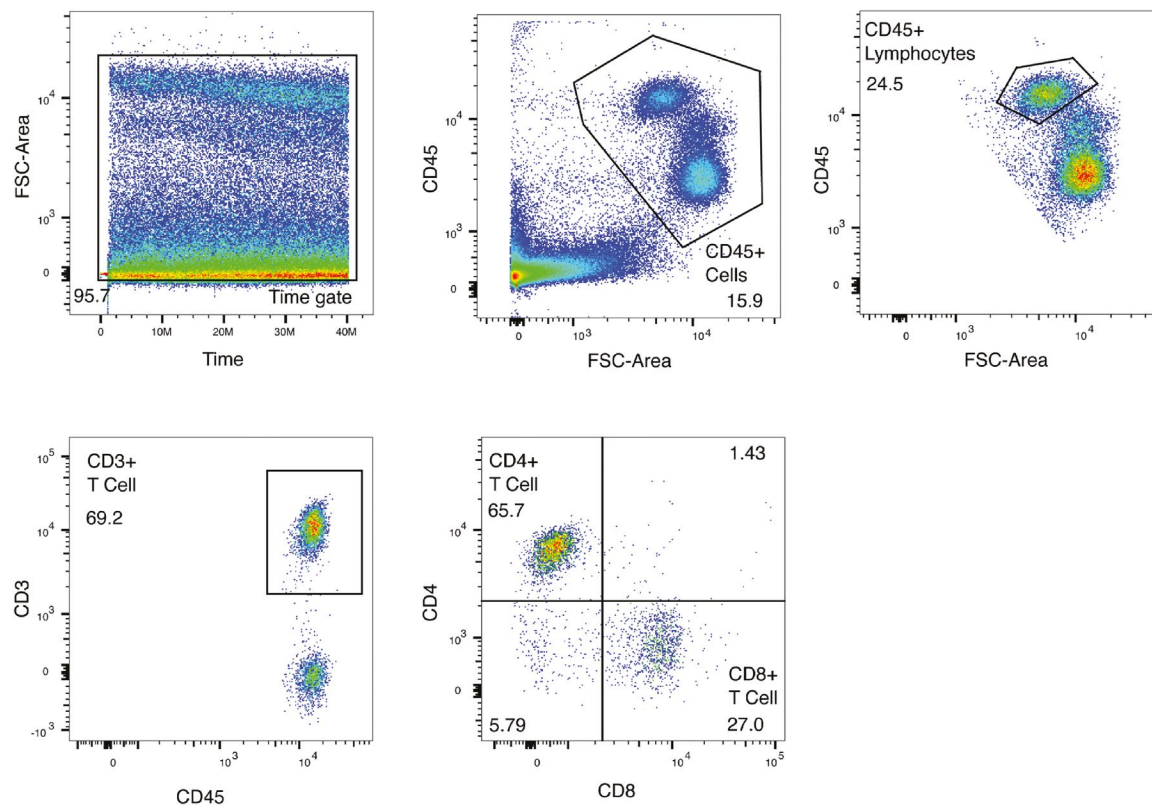 FSC-Area
10⁴
10³
0
95.7
Time gate
0
10M
20M
30M
40M
Time
CD45
10⁴
10³
0
CD45+
Cells
15.9
0
10³
10⁴
FSC-Area
CD45+
Lymphocytes
24.5
CD45
10⁴
10³
0
0
10³
10⁴
FSC-Area
CD3
10⁵
10⁴
10³
0
-10³
CD3+
T Cell
69.2
0
10³
10⁴
CD45
CD4
10⁴
10³
0
CD4+
T Cell
65.7
1.43
5.79
CD8+
T Cell
27.0
0
10⁴
10⁵
CD8